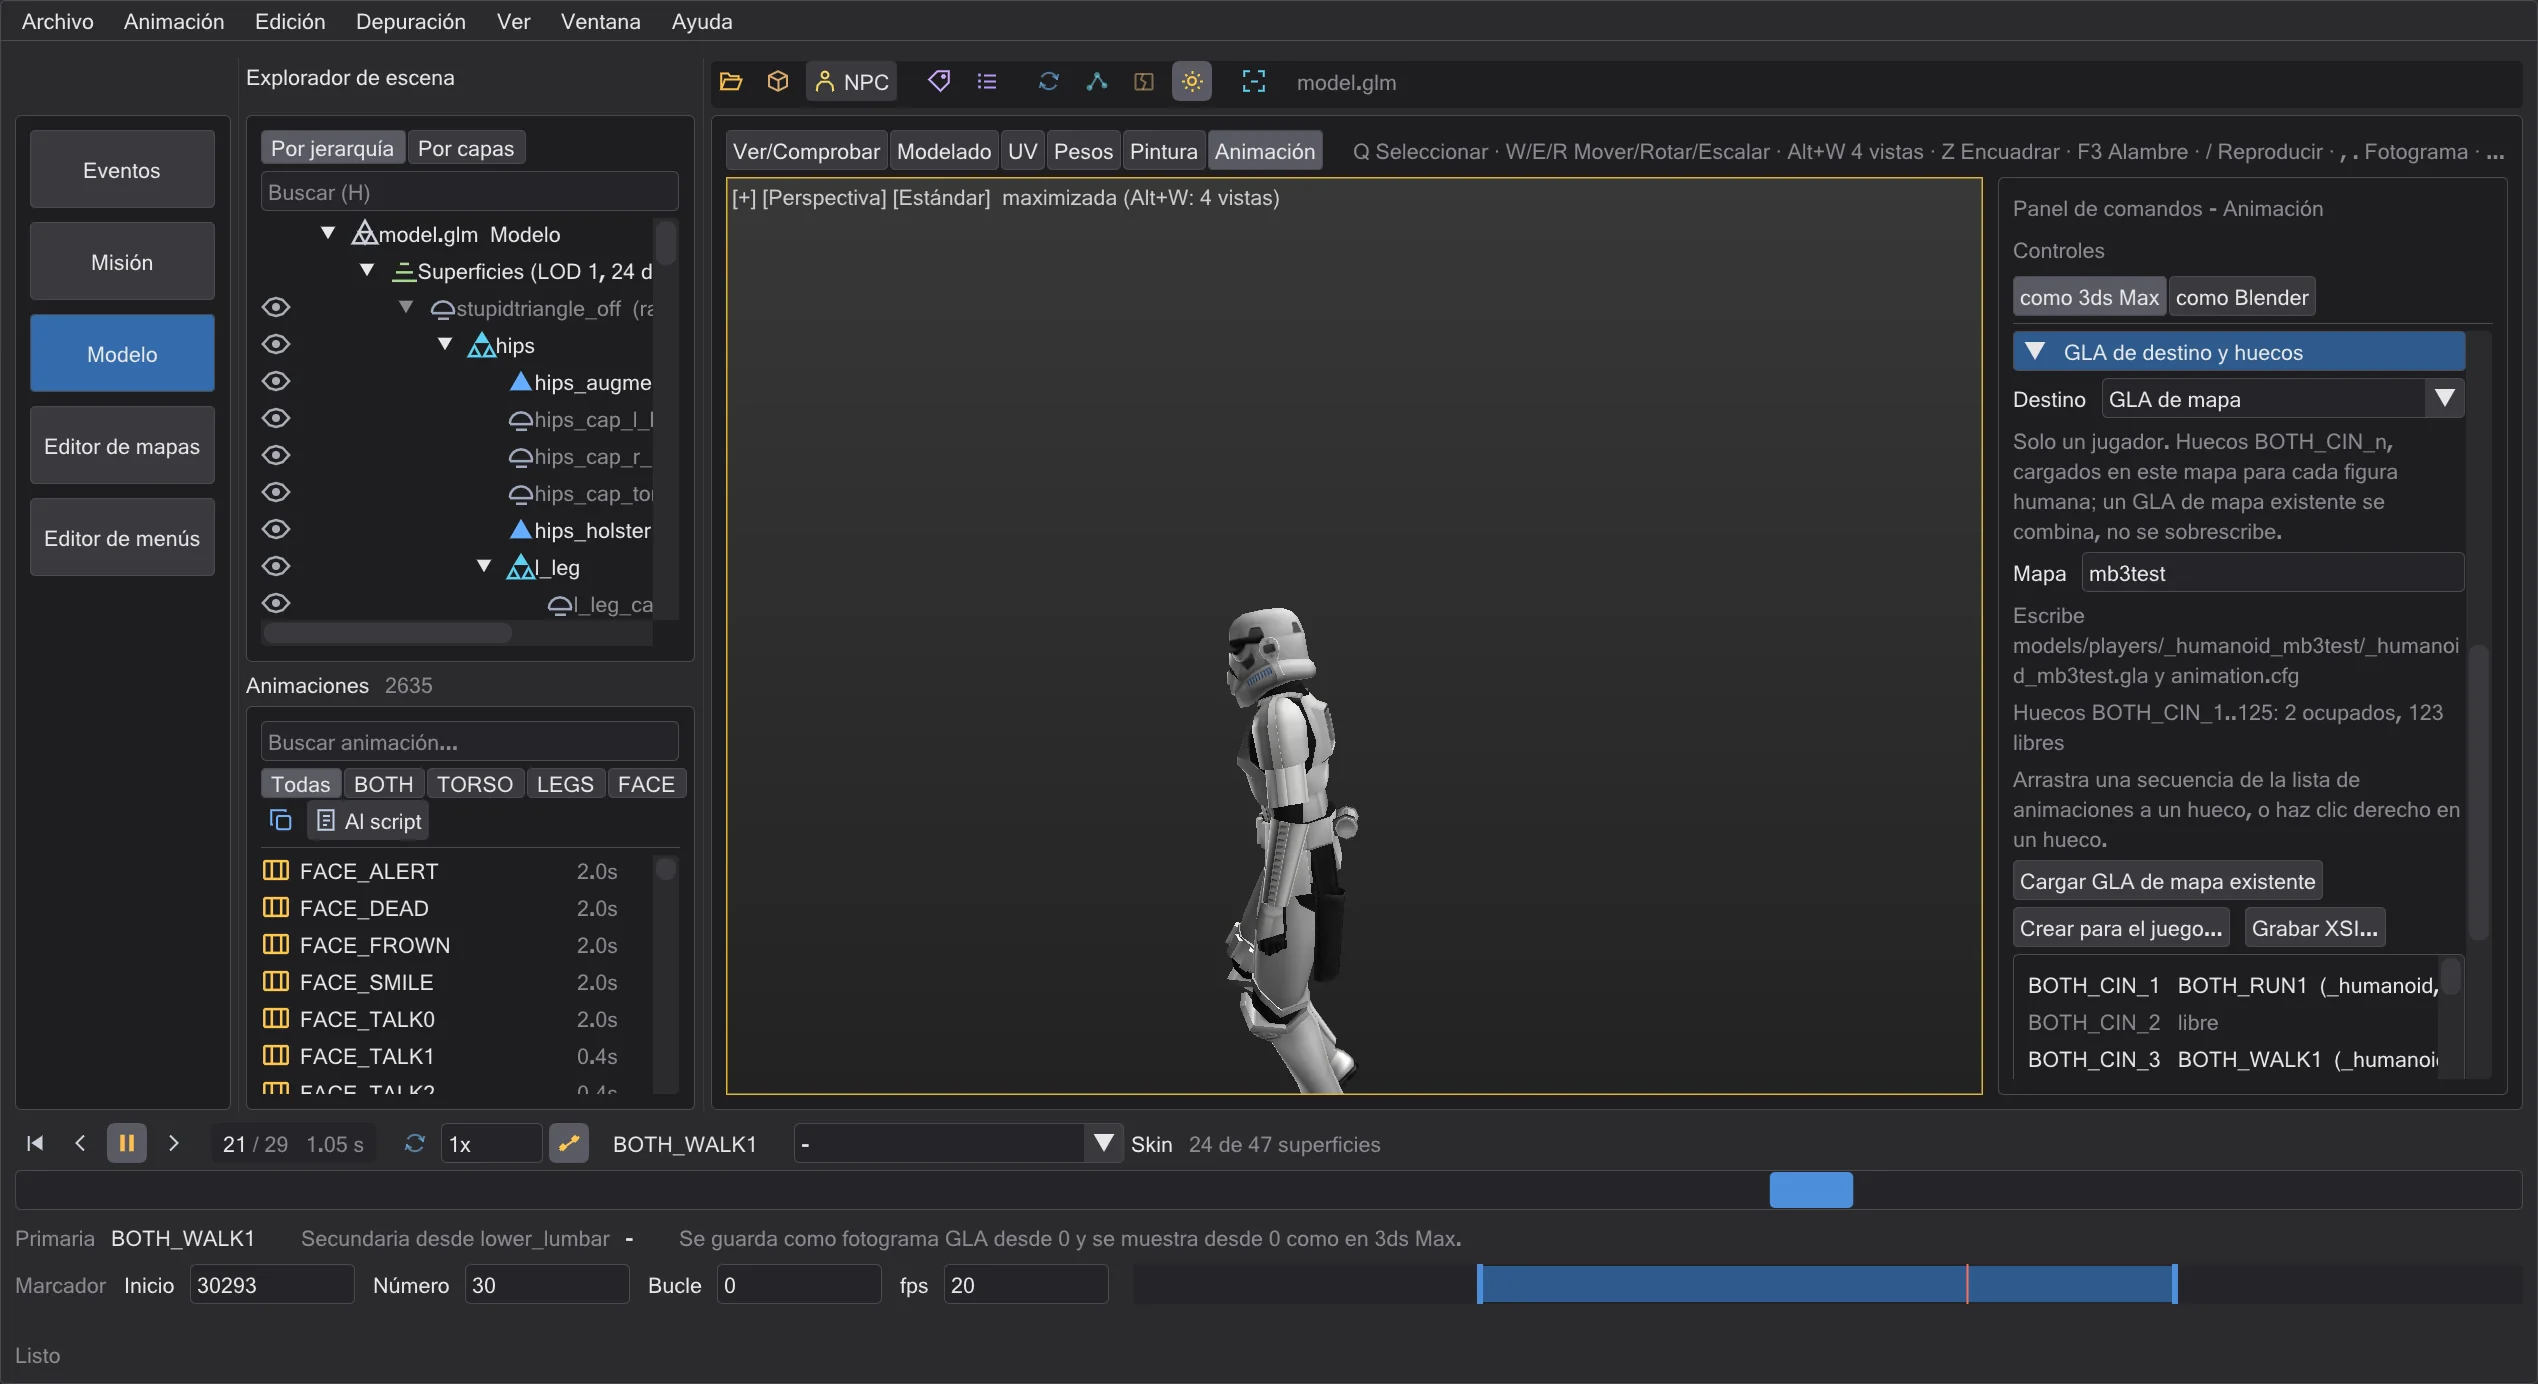 Archivo Animación Edición Depuración Ver Ventana Ayuda
Explorador de escena
NPC model.glm
Eventos
Misión
Modelo
Editor de mapas
Editor de menús
Por jerarquía Por capas
Buscar (H)
model.glm Modelo
Superficies (LOD 1, 24 d
stupidtriangle_off (ra
hips
hips_augme
hips_cap_l_
hips_cap_r_
hips_cap_to
hips_holster
l_leg
l_leg_ca
Animaciones 2635
Buscar animación...
Todas BOTH TORSO LEGS FACE
Al script
FACE_ALERT 2.0s
FACE_DEAD 2.0s
FACE_FROWN 2.0s
FACE_SMILE 2.0s
FACE_TALK0 2.0s
FACE_TALK1 0.4s
FACE_TALK2 0.4s
Ver/Comprobar Modelado UV Pesos Pintura Animación Q Seleccionar · W/E/R Mover/Rotar/Escalar · Alt+W 4 vistas · Z Encuadrar · F3 Alambre · / Reproducir · , . Fotograma · ...
[+] [Perspectiva] [Estándar] maximizada (Alt+W: 4 vistas)
Panel de comandos - Animación
Controles
como 3ds Max como Blender
GLA de destino y huecos
Destino GLA de mapa
Solo un jugador. Huecos BOTH_CIN_n,
cargados en este mapa para cada figura
humana; un GLA de mapa existente se
combina, no se sobrescribe.
Mapa mb3test
Escribe
models/players/_humanoid_mb3test/_humanoi
d_mb3test.gla y animation.cfg
Huecos BOTH_CIN_1..125: 2 ocupados, 123
libres
Arrastra una secuencia de la lista de
animaciones a un hueco, o haz clic derecho en
un hueco.
Cargar GLA de mapa existente
Crear para el juego... Grabar XSI...
BOTH_CIN_1 BOTH_RUN1 (_humanoid,
BOTH_CIN_2 libre
BOTH_CIN_3 BOTH_WALK1 (_humanoi
21 / 29 1.05 s 1x BOTH_WALK1 - Skin 24 de 47 superficies
Primaria BOTH_WALK1 Secundaria desde lower_lumbar - Se guarda como fotograma GLA desde 0 y se muestra desde 0 como en 3ds Max.
Marcador Inicio 30293 Número 30 Bucle 0 fps 20
Listo